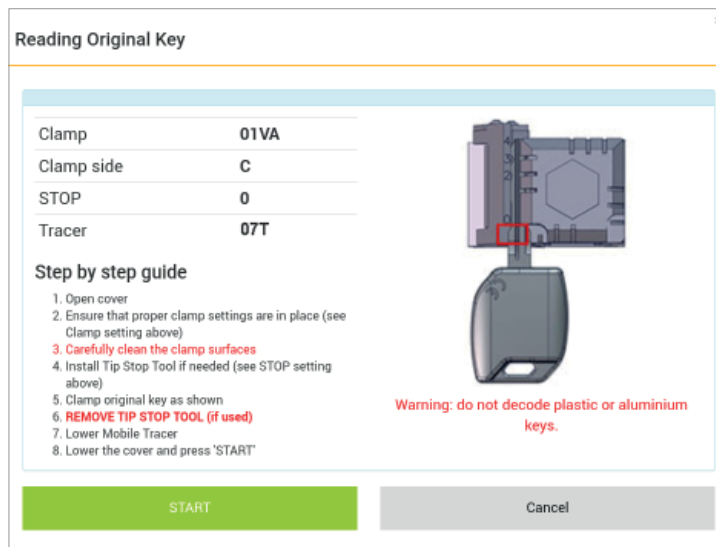 Reading Original Key
Clamp 01VA
Clamp side C
STOP 0
Tracer 07T
Step by step guide
1. Open cover
2. Ensure that proper clamp settings are in place (see
Clamp setting above)
3. Carefully clean the clamp surfaces
4. Install Tip Stop Tool if needed (see STOP setting
above)
5. Clamp original key as shown
6. REMOVE TIP STOP TOOL (if used)
7. Lower Mobile Tracer
8. Lower the cover and press 'START'
Warning: do not decode plastic or aluminium
keys.
START
Cancel